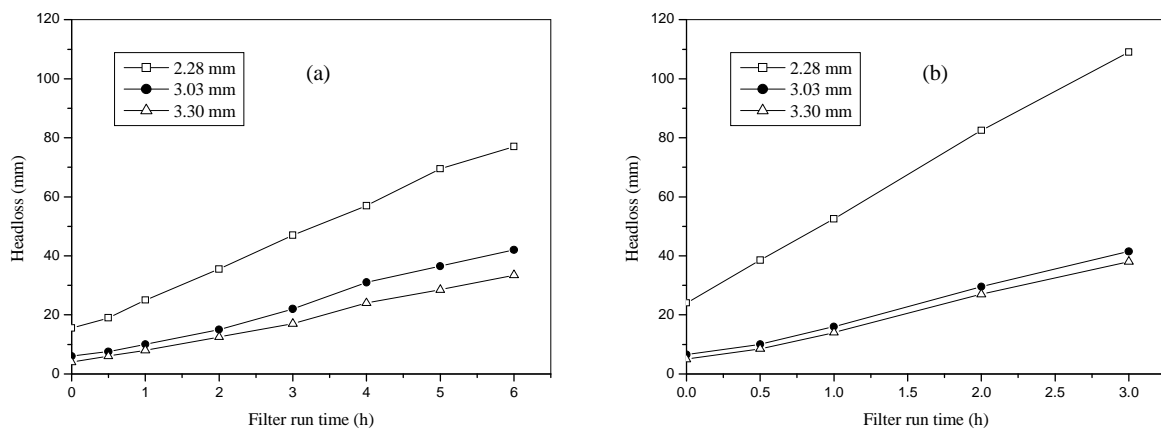 120
100
80
60
40
20
0
Headloss (mm)
2.28 mm
3.03 mm
3.30 mm
(a)
0 1 2 3 4 5 6
Filter run time (h)
120
100
80
60
40
20
0
Headloss (mm)
2.28 mm
3.03 mm
3.30 mm
(b)
0.0 0.5 1.0 1.5 2.0 2.5 3.0
Filter run time (h)